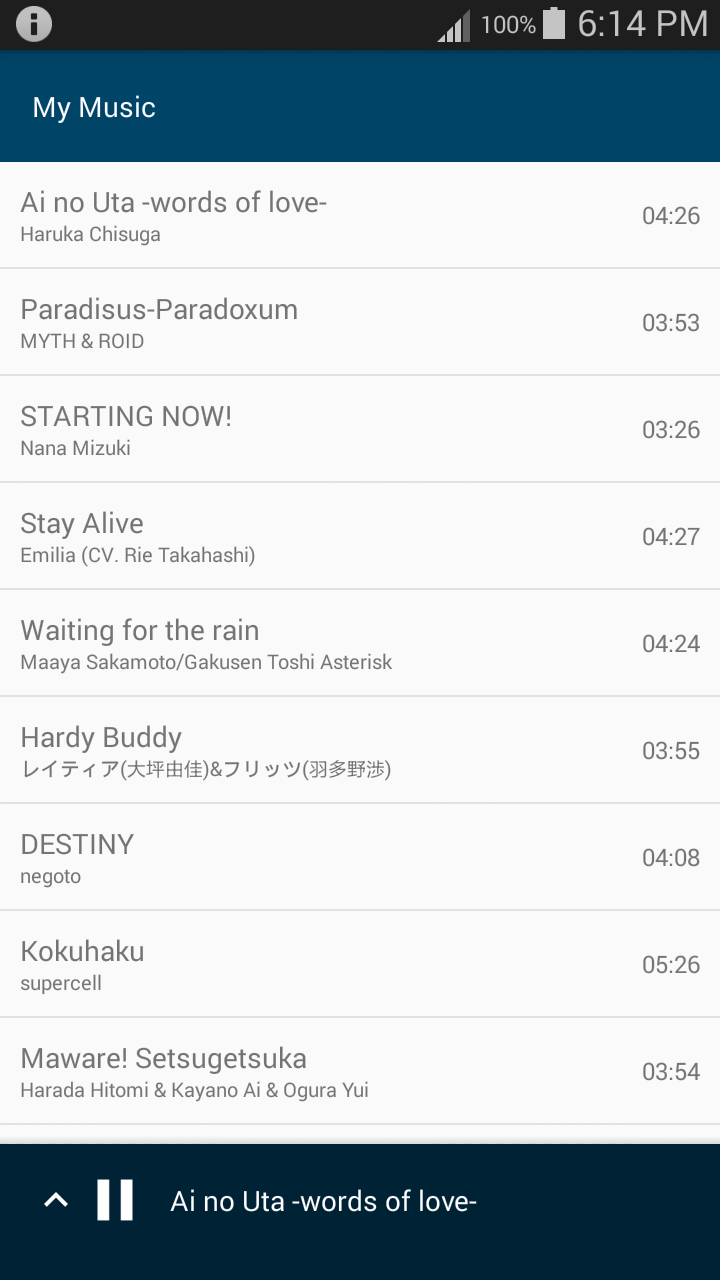 100% 6:14 PM
My Music
Ai no Uta -words of love-
04:26
Haruka Chisuga
Paradisus-Paradoxum
03:53
MYTH & ROID
STARTING NOW!
03:26
Nana Mizuki
Stay Alive
04:27
Emilia (CV. Rie Takahashi)
Waiting for the rain
04:24
Maaya Sakamoto/Gakusen Toshi Asterisk
Hardy Buddy
03:55
レイティア(大坪由佳)&フリッツ(羽多野渉)
DESTINY
04:08
negoto
Kokuhaku
05:26
supercell
Maware! Setsugetsuka
03:54
Harada Hitomi & Kayano Ai & Ogura Yui
Ai no Uta -words of love-